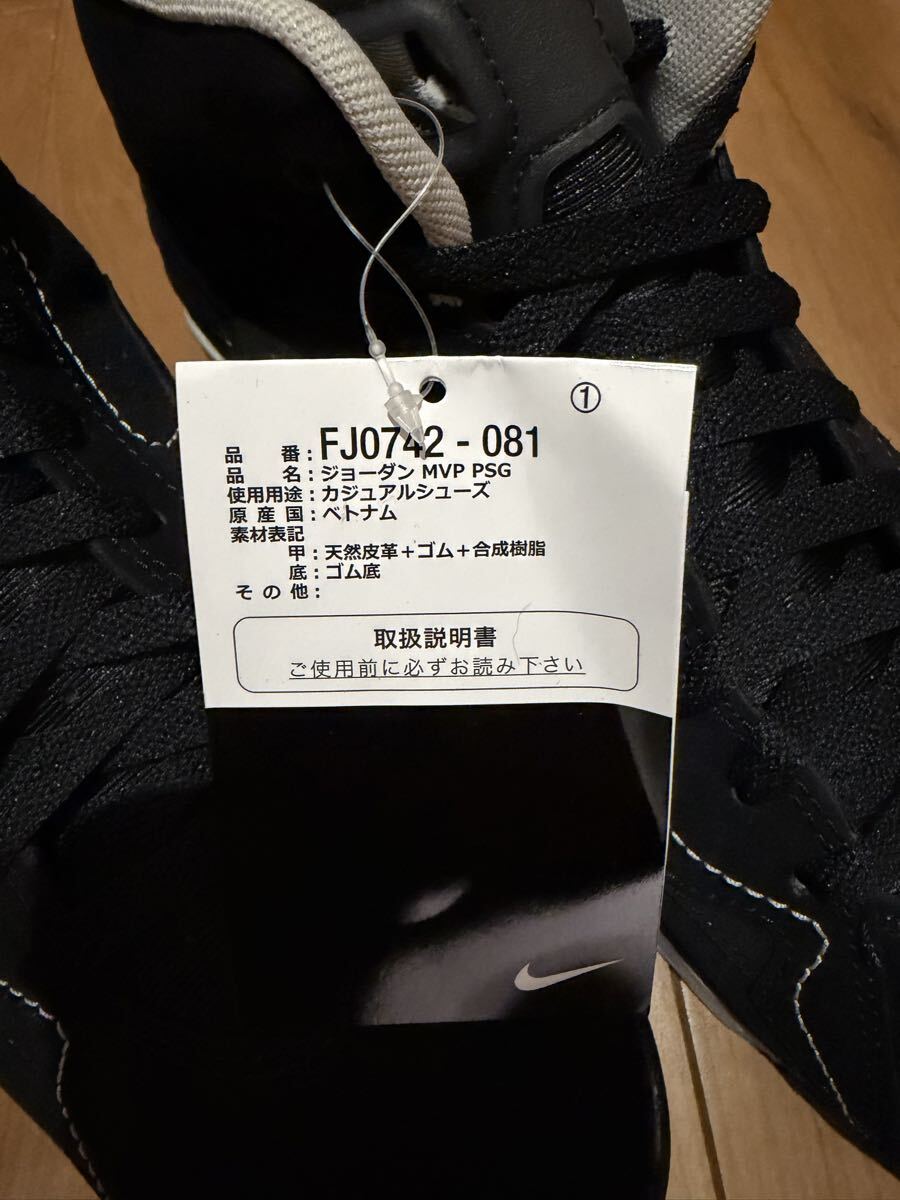 ①
品番：FJ0742 - 081
品名：ジョーダン MVP PSG
使用用途：カジュアルシューズ
原産国：ベトナム
素材表記
甲：天然皮革＋ゴム＋合成樹脂
底：ゴム底
その他：
取扱説明書
ご使用前に必ずお読み下さい